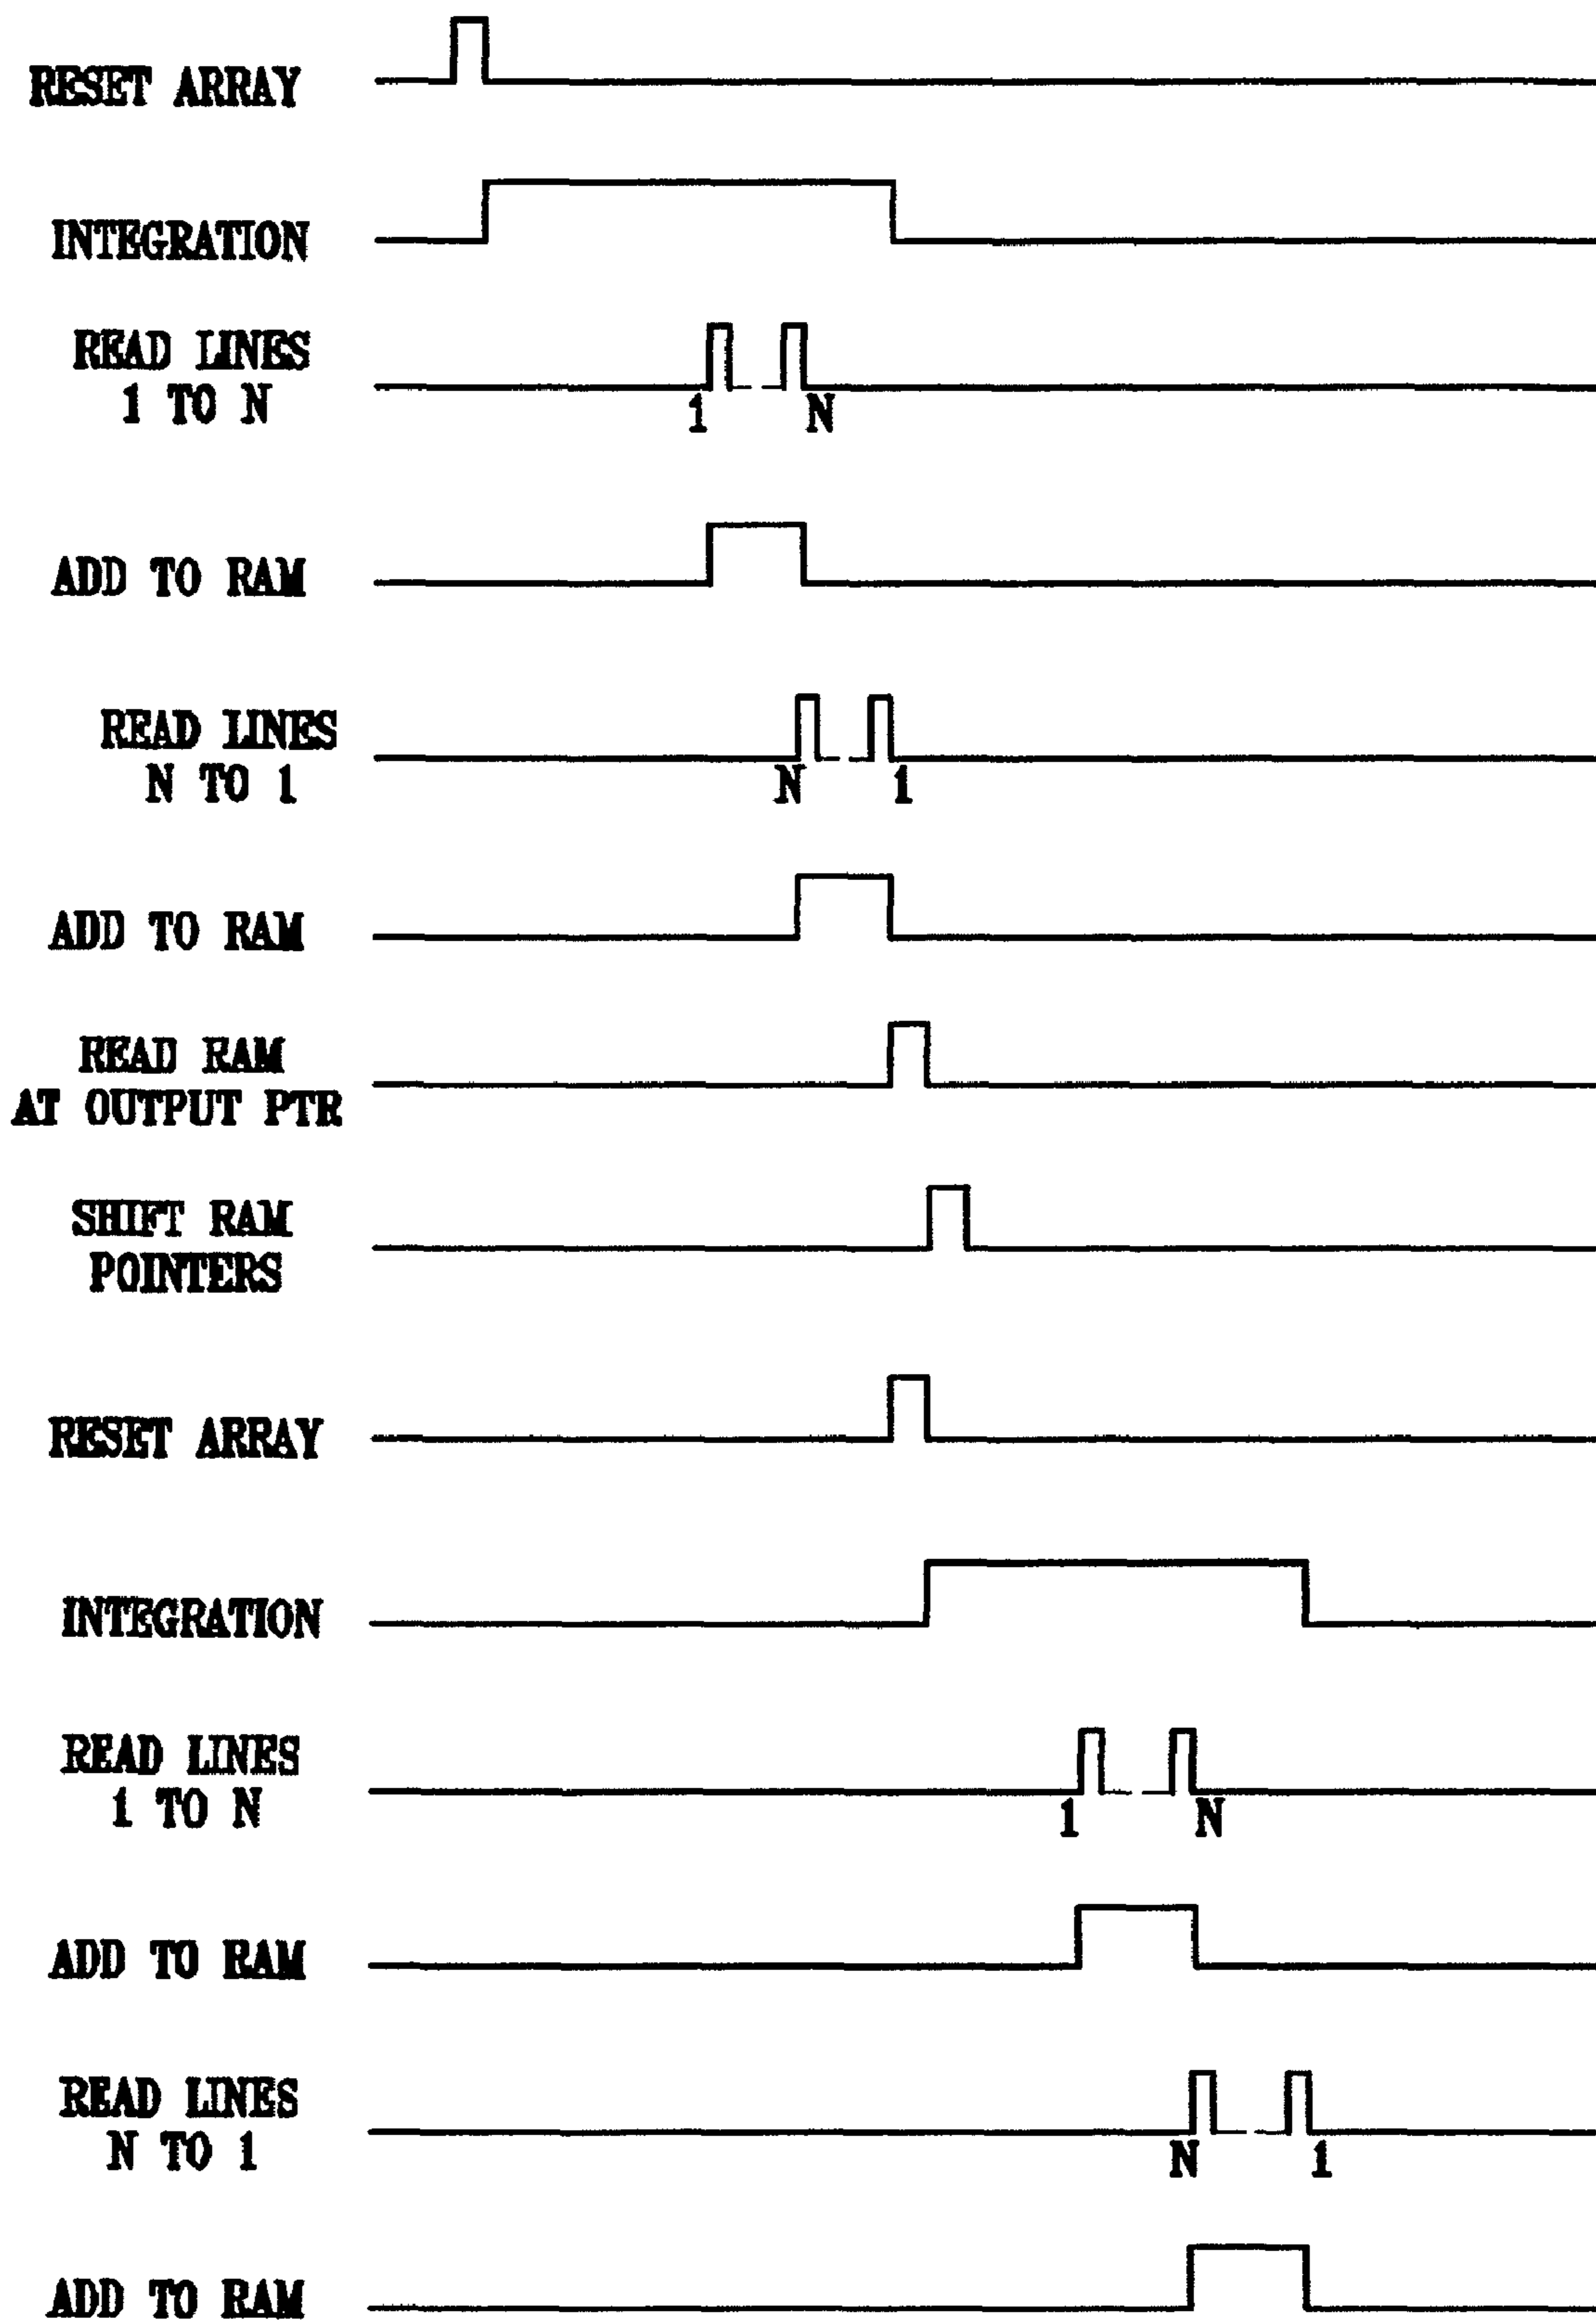 RESET ARRAY
INTEGRATION
READ LINES
1 TO N
1 N
ADD TO RAM
READ LINES
N TO 1
N 1
ADD TO RAM
READ RAM
AT OUTPUT PTR
SHIFT RAM
POINTERS
RESET ARRAY
INTEGRATION
READ LINES
1 TO N
1 N
ADD TO RAM
READ LINES
N TO 1
N 1
ADD TO RAM